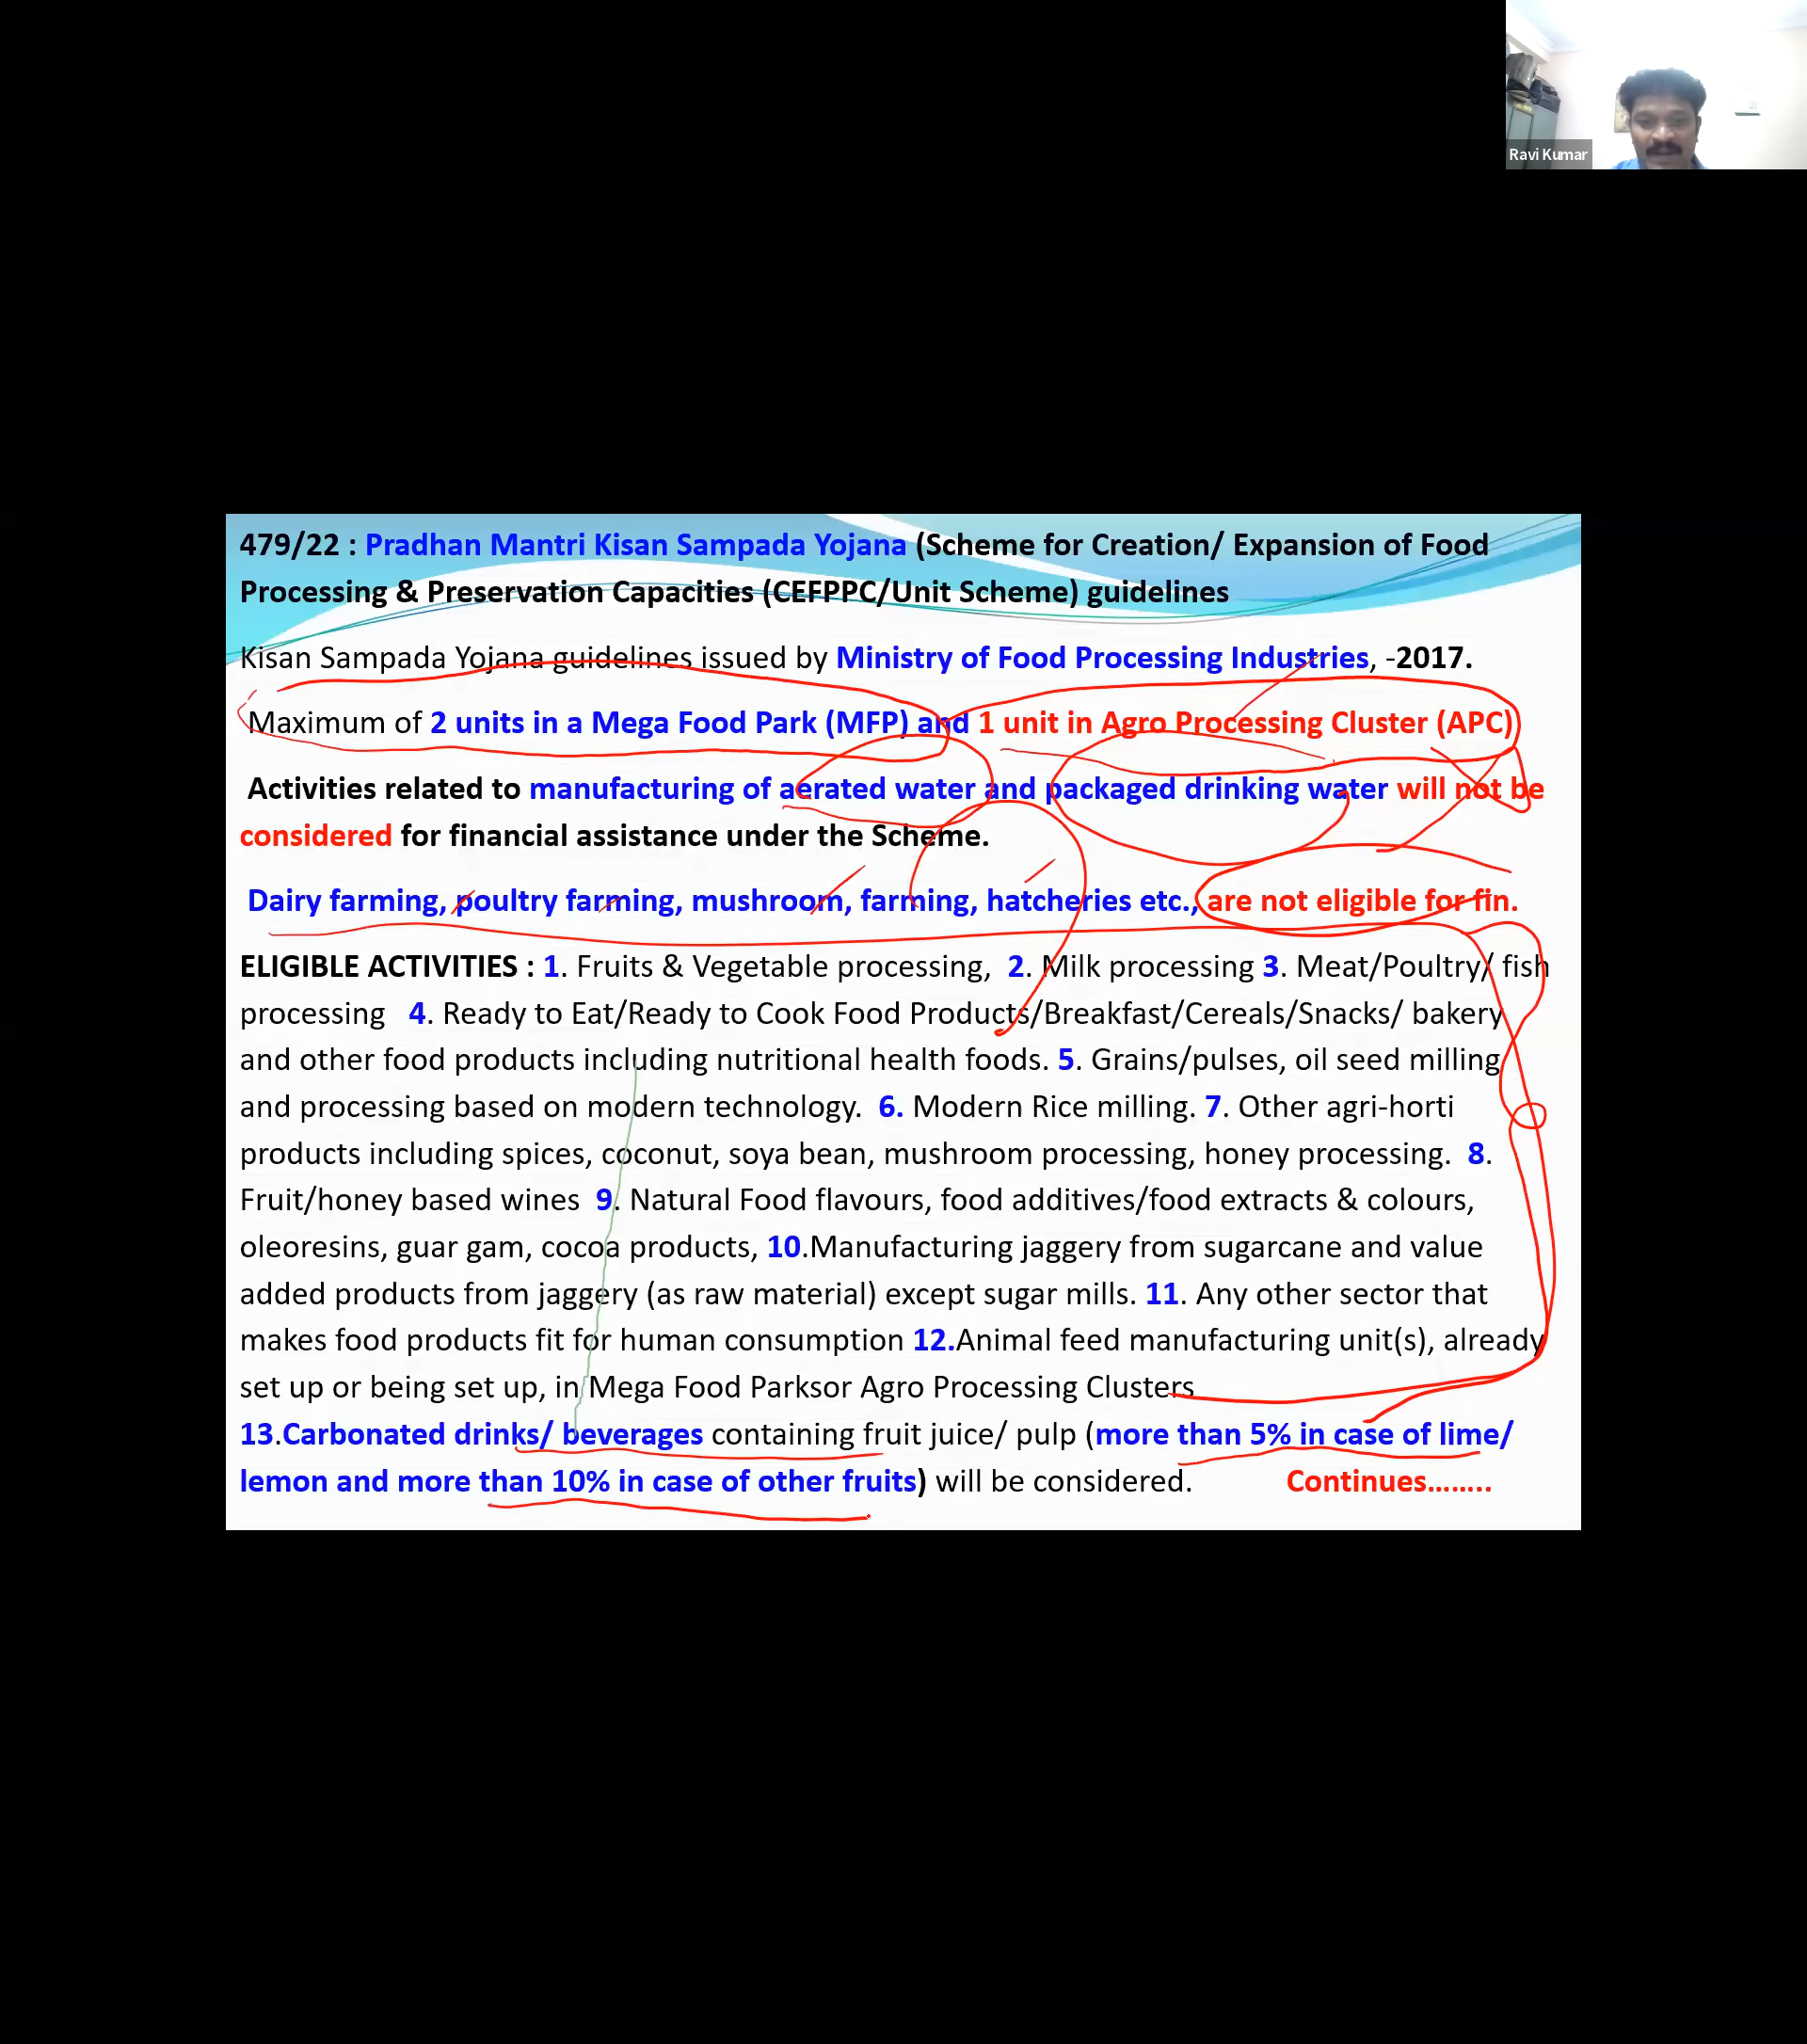 Ravi Kumar
479/22 : Pradhan Mantri Kisan Sampada Yojana (Scheme for Creation/ Expansion of Food
Processing & Preservation Capacities (CEFPPC/Unit Scheme) guidelines
Kisan Sampada Yojana guidelines issued by Ministry of Food Processing Industries, -2017.
Maximum of 2 units in a Mega Food Park (MFP) and 1 unit in Agro Processing Cluster (APC)
Activities related to manufacturing of aerated water and packaged drinking water will not be
considered for financial assistance under the Scheme.
Dairy farming, poultry farming, mushroom, farming, hatcheries etc., are not eligible for fin.
ELIGIBLE ACTIVITIES : 1. Fruits & Vegetable processing, 2. Milk processing 3. Meat/Poultry/ fish
processing 4. Ready to Eat/Ready to Cook Food Products/Breakfast/Cereals/Snacks/ bakery
and other food products including nutritional health foods. 5. Grains/pulses, oil seed milling
and processing based on modern technology. 6. Modern Rice milling. 7. Other agri-horti
products including spices, coconut, soya bean, mushroom processing, honey processing. 8.
Fruit/honey based wines 9. Natural Food flavours, food additives/food extracts & colours,
oleoresins, guar gam, cocoa products, 10.Manufacturing jaggery from sugarcane and value
added products from jaggery (as raw material) except sugar mills. 11. Any other sector that
makes food products fit for human consumption 12.Animal feed manufacturing unit(s), already
set up or being set up, in Mega Food Parksor Agro Processing Clusters
13.Carbonated drinks/ beverages containing fruit juice/ pulp (more than 5% in case of lime/
lemon and more than 10% in case of other fruits) will be considered. Continues........